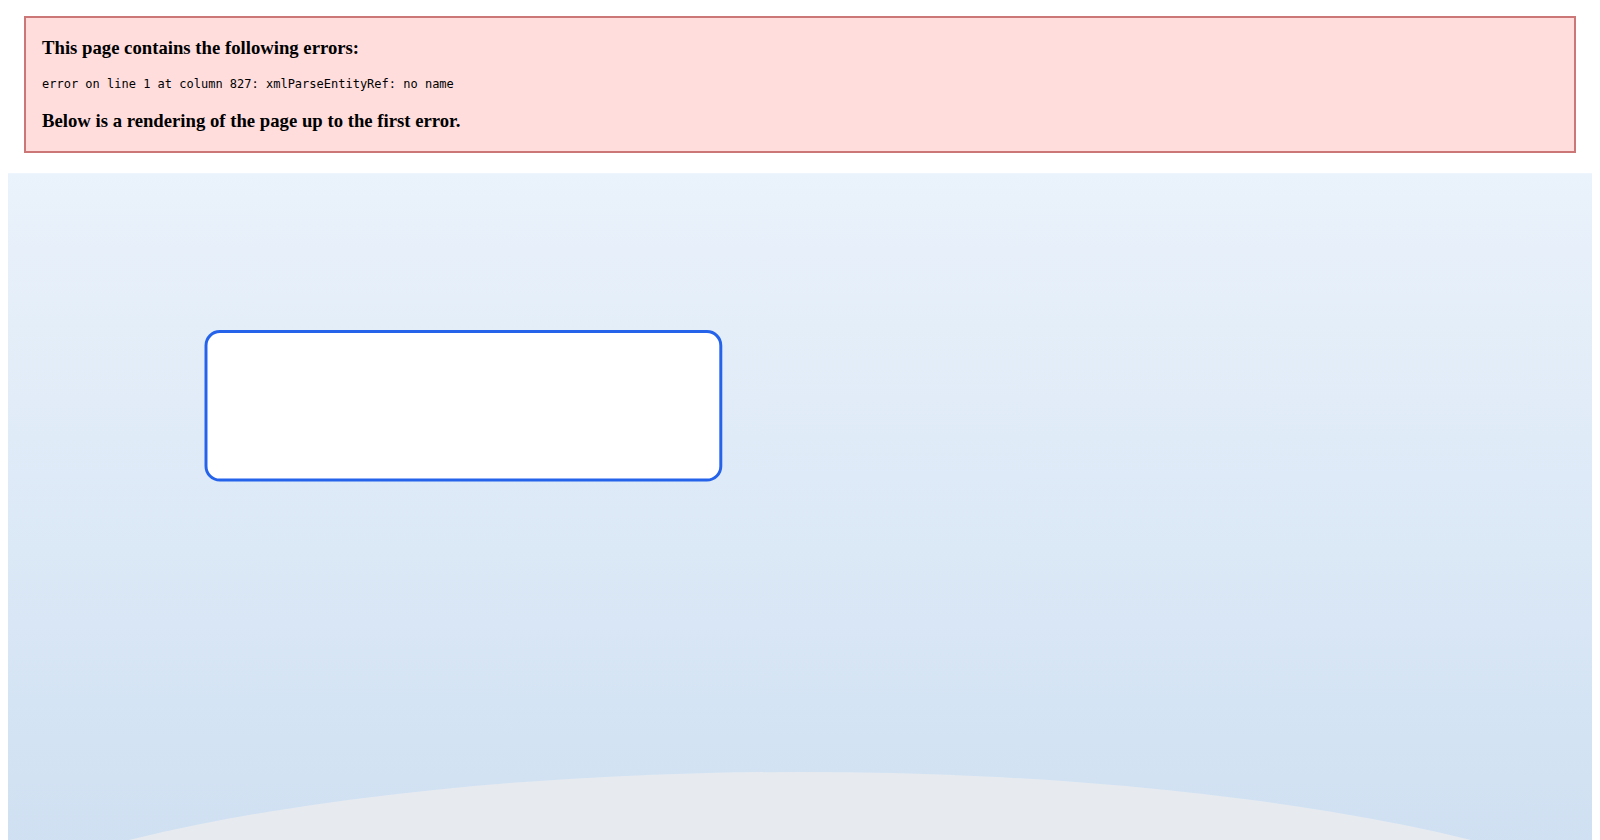 This page contains the following errors:
error on line 1 at column 827: xmlParseEntityRef: no name
Below is a rendering of the page up to the first error.